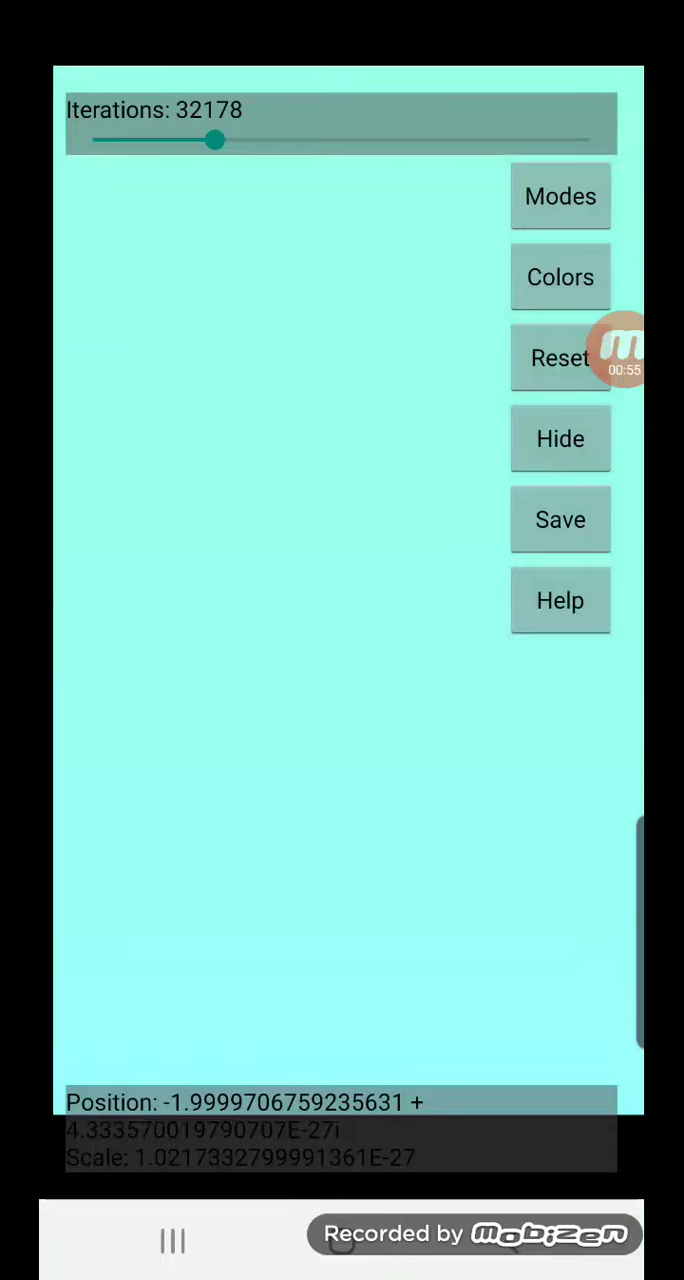 Iterations: 32178
Modes
Colors
Reset
00:55
Hide
Save
Help
Position: -1.9999706759235631 +
4.333570019790707E-27i
Scale: 1.0217332799991361E-27
Recorded by mobizen